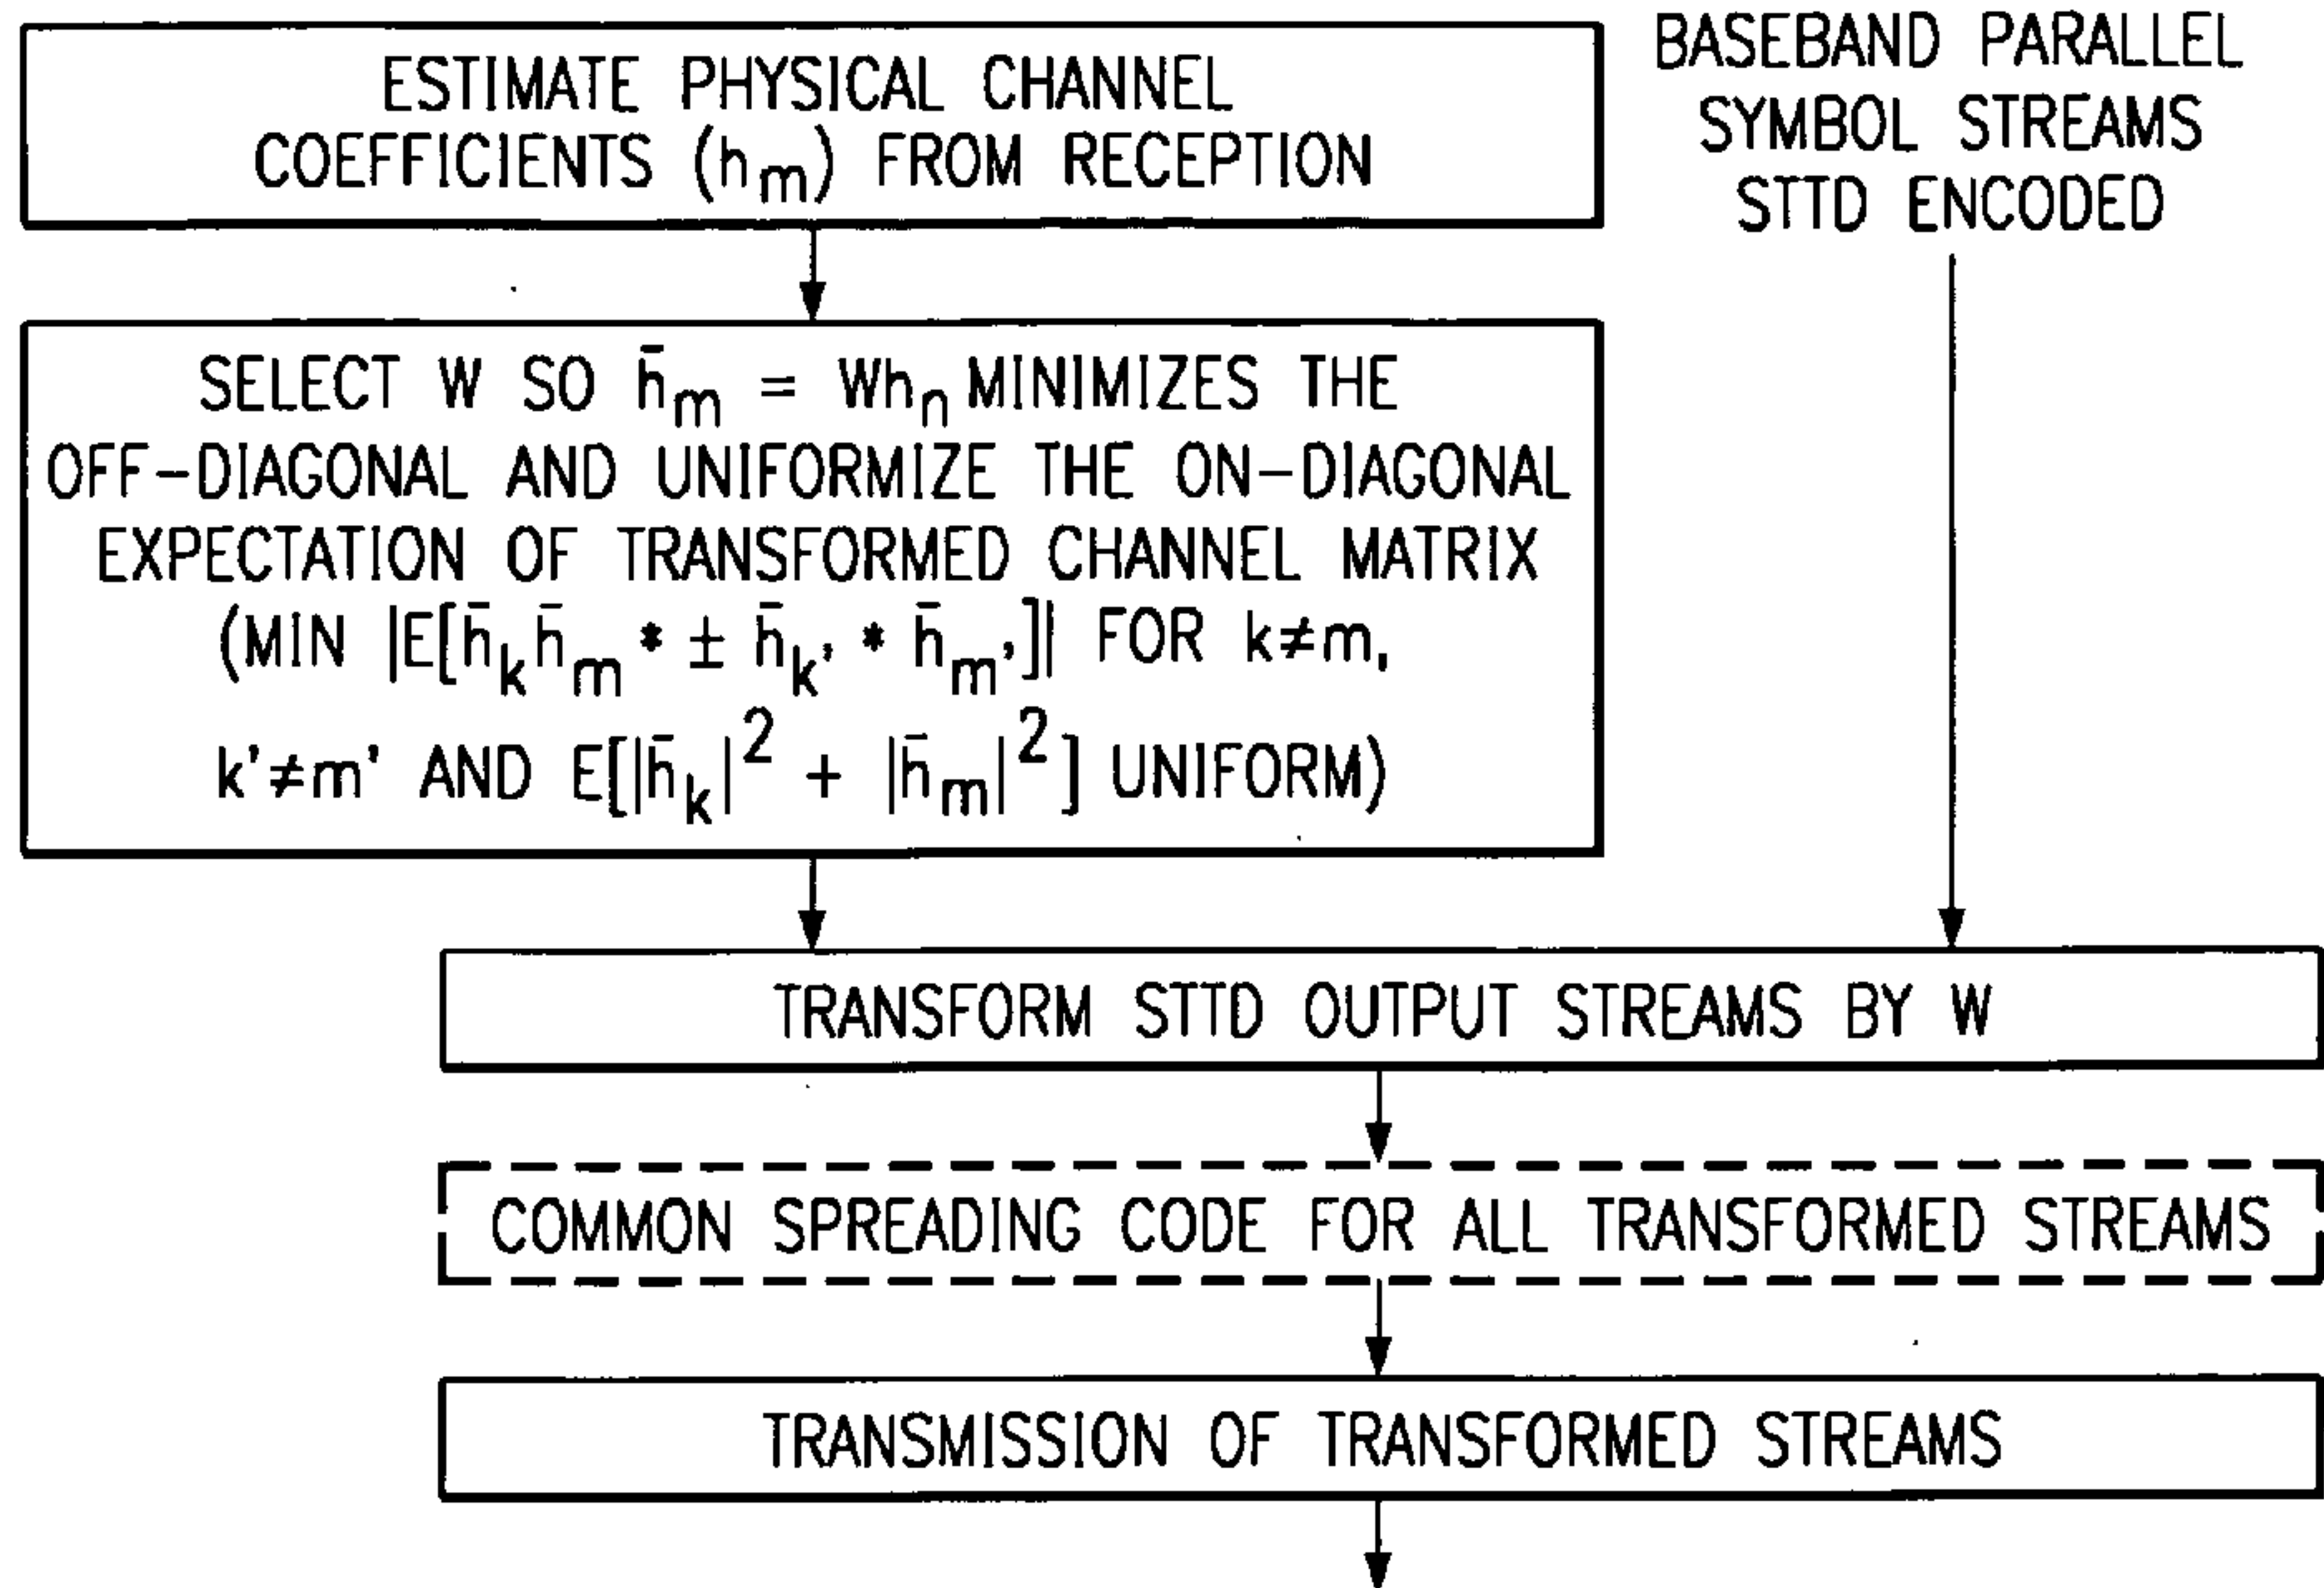 ESTIMATE PHYSICAL CHANNEL
COEFFICIENTS (hₘ) FROM RECEPTION
BASEBAND PARALLEL
SYMBOL STREAMS
STTD ENCODED
SELECT W SO h̄ₘ = Whₙ MINIMIZES THE
OFF-DIAGONAL AND UNIFORMIZE THE ON-DIAGONAL
EXPECTATION OF TRANSFORMED CHANNEL MATRIX
(MIN |E[h̄ₖh̄ₘ* ± h̄ₖ'*h̄ₘ']| FOR k≠m,
k'≠m' AND E[|h̄ₖ|² + |h̄ₘ|²] UNIFORM)
TRANSFORM STTD OUTPUT STREAMS BY W
COMMON SPREADING CODE FOR ALL TRANSFORMED STREAMS
TRANSMISSION OF TRANSFORMED STREAMS